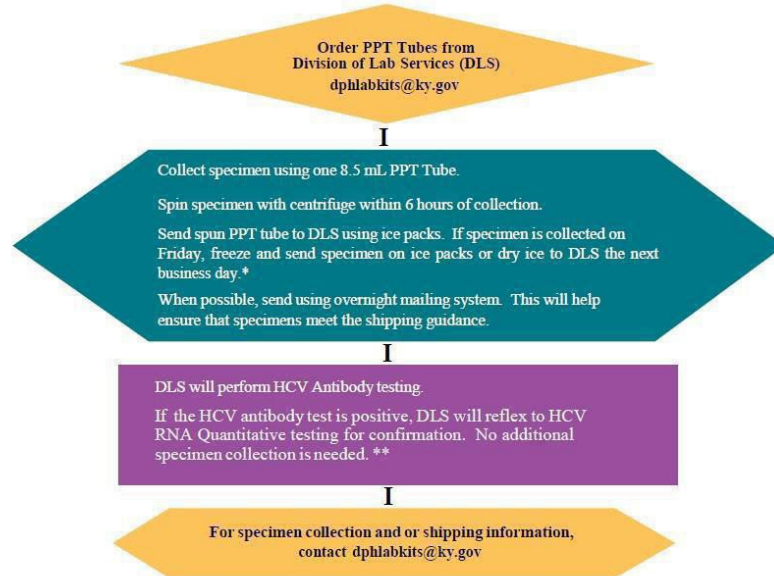 Order PPT Tubes from
Division of Lab Services (DLS)
dphlabkits@ky.gov
I
Collect specimen using one 8.5 mL PPT Tube.
Spin specimen with centrifuge within 6 hours of collection.
Send spun PPT tube to DLS using ice packs. If specimen is collected on
Friday, freeze and send specimen on ice packs or dry ice to DLS the next
business day.*
When possible, send using overnight mailing system. This will help
ensure that specimens meet the shipping guidance.
I
DLS will perform HCV Antibody testing.
If the HCV antibody test is positive, DLS will reflex to HCV
RNA Quantitative testing for confirmation. No additional
specimen collection is needed. **
I
For specimen collection and or shipping information,
contact dphlabkits@ky.gov